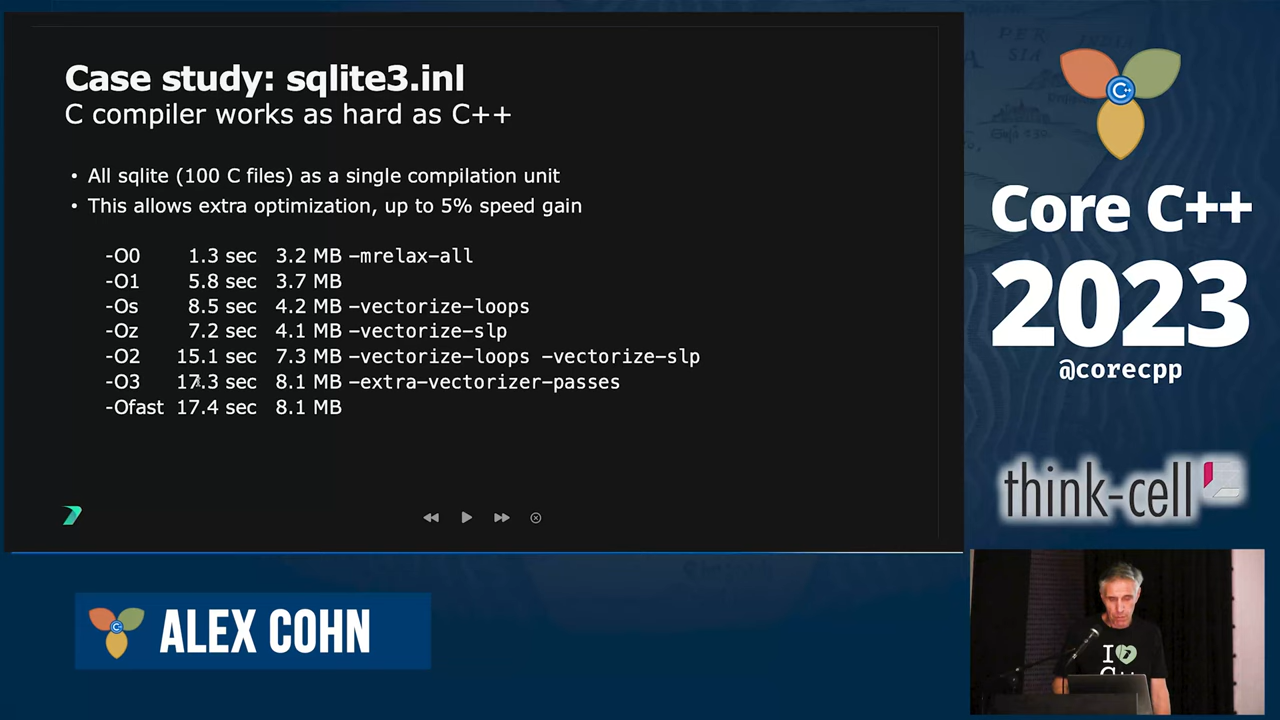 Case study: sqlite3.inl
C compiler works as hard as C++
• All sqlite (100 C files) as a single compilation unit
• This allows extra optimization, up to 5% speed gain
-O0 1.3 sec 3.2 MB -mrelax-all
-O1 5.8 sec 3.7 MB
-Os 8.5 sec 4.2 MB -vectorize-loops
-Oz 7.2 sec 4.1 MB -vectorize-slp
-O2 15.1 sec 7.3 MB -vectorize-loops -vectorize-slp
-O3 17.3 sec 8.1 MB -extra-vectorizer-passes
-Ofast 17.4 sec 8.1 MB
C++
Core C++
2023
@corecpp
think-cell
C++
ALEX COHN
I
C++